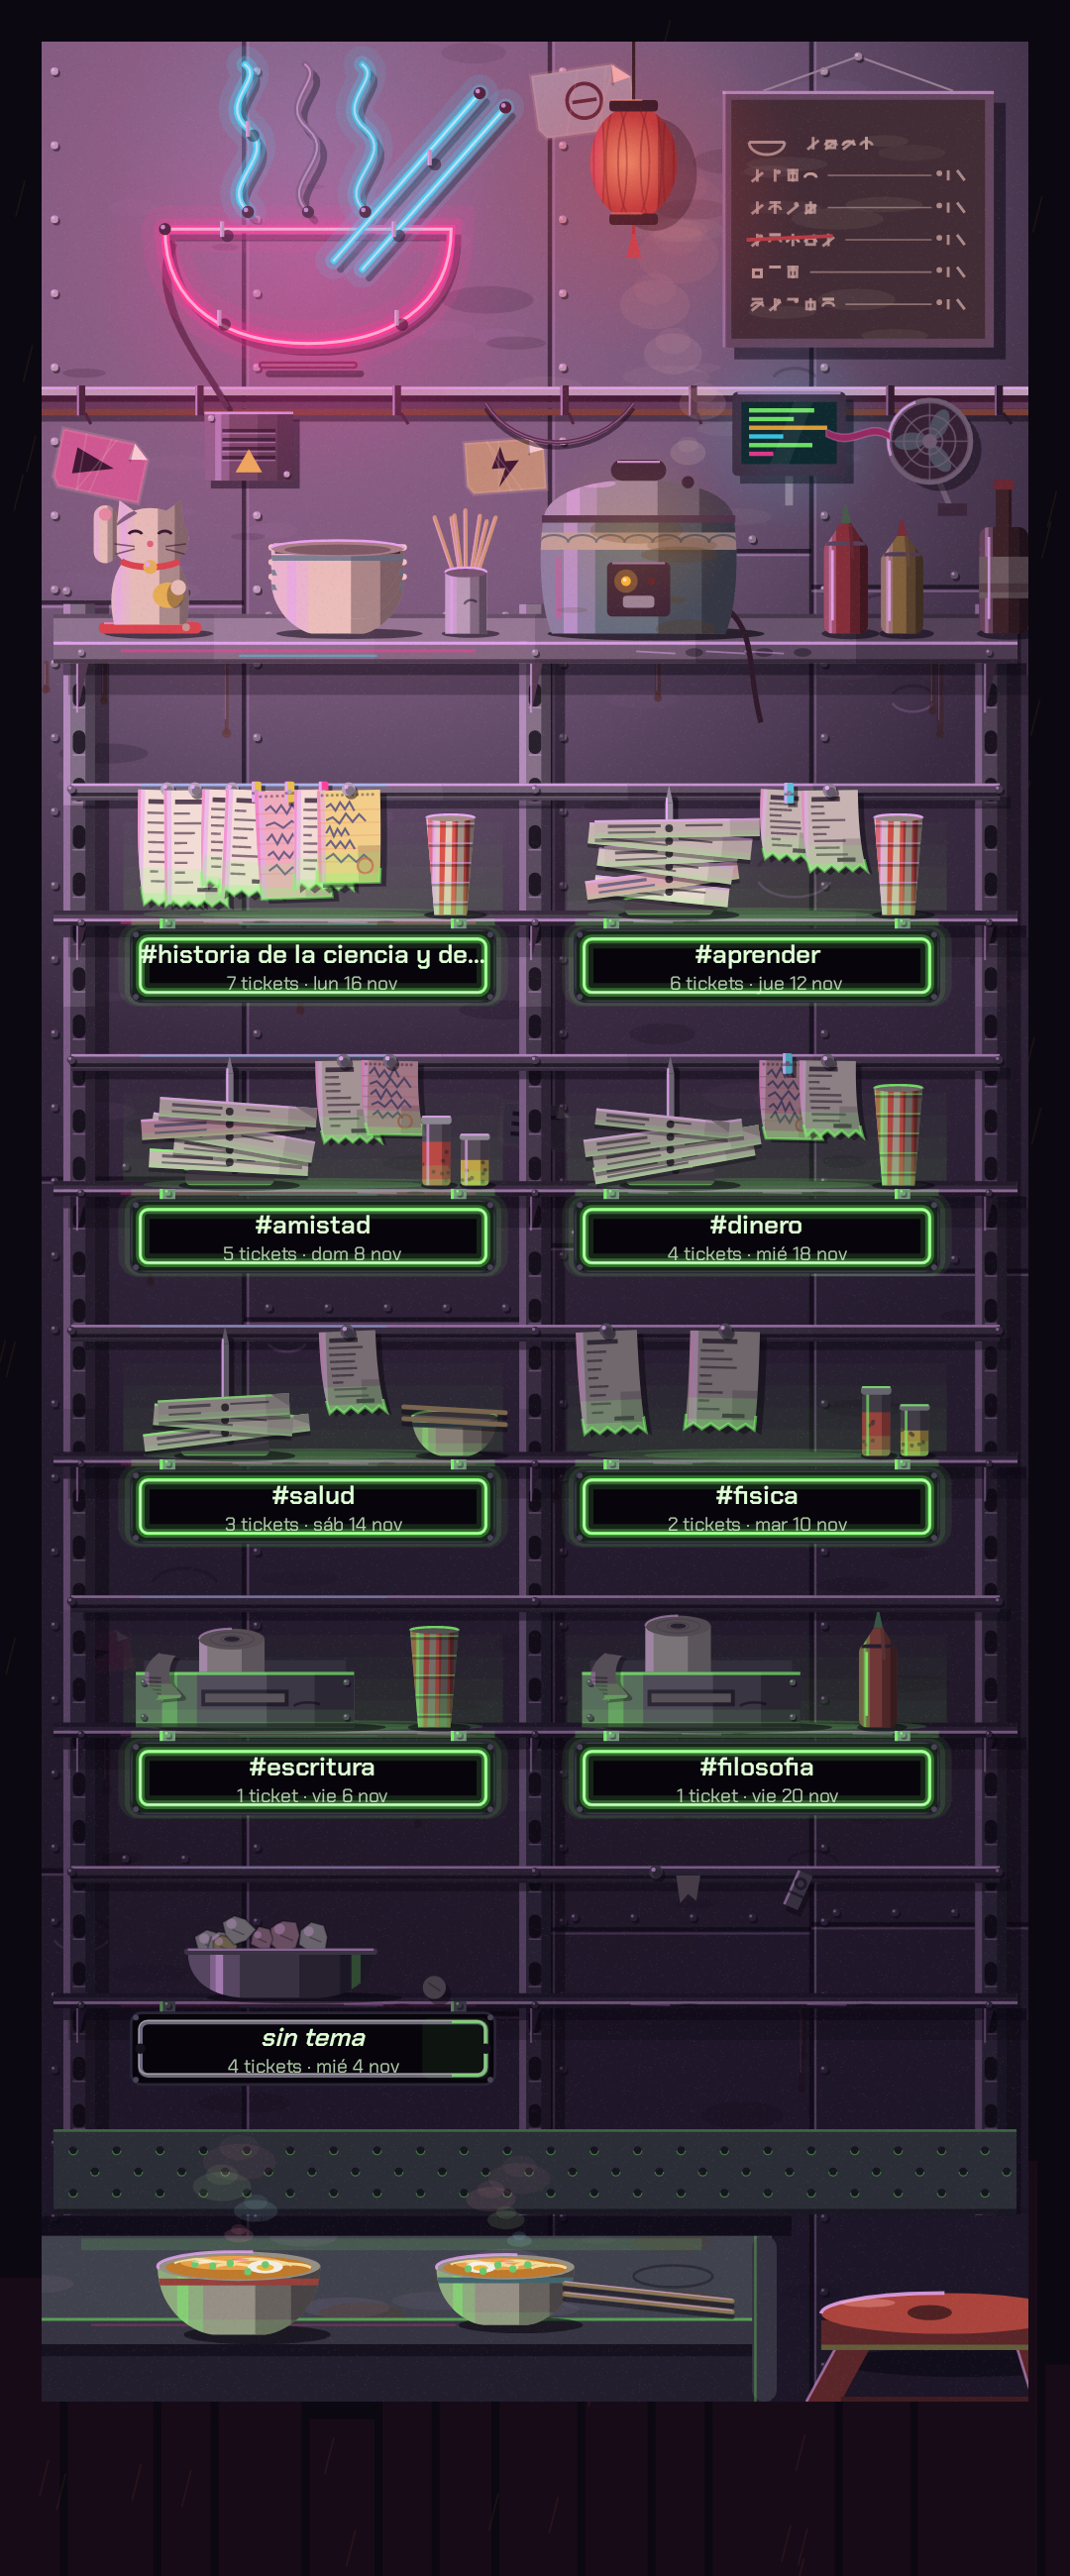 #historia de la ciencia y de...
7 tickets · lun 16 nov
#aprender
6 tickets · jue 12 nov
#amistad
5 tickets · dom 8 nov
#dinero
4 tickets · mié 18 nov
#salud
3 tickets · sáb 14 nov
#fisica
2 tickets · mar 10 nov
#escritura
1 ticket · vie 6 nov
#filosofia
1 ticket · vie 20 nov
sin tema
4 tickets · mié 4 nov